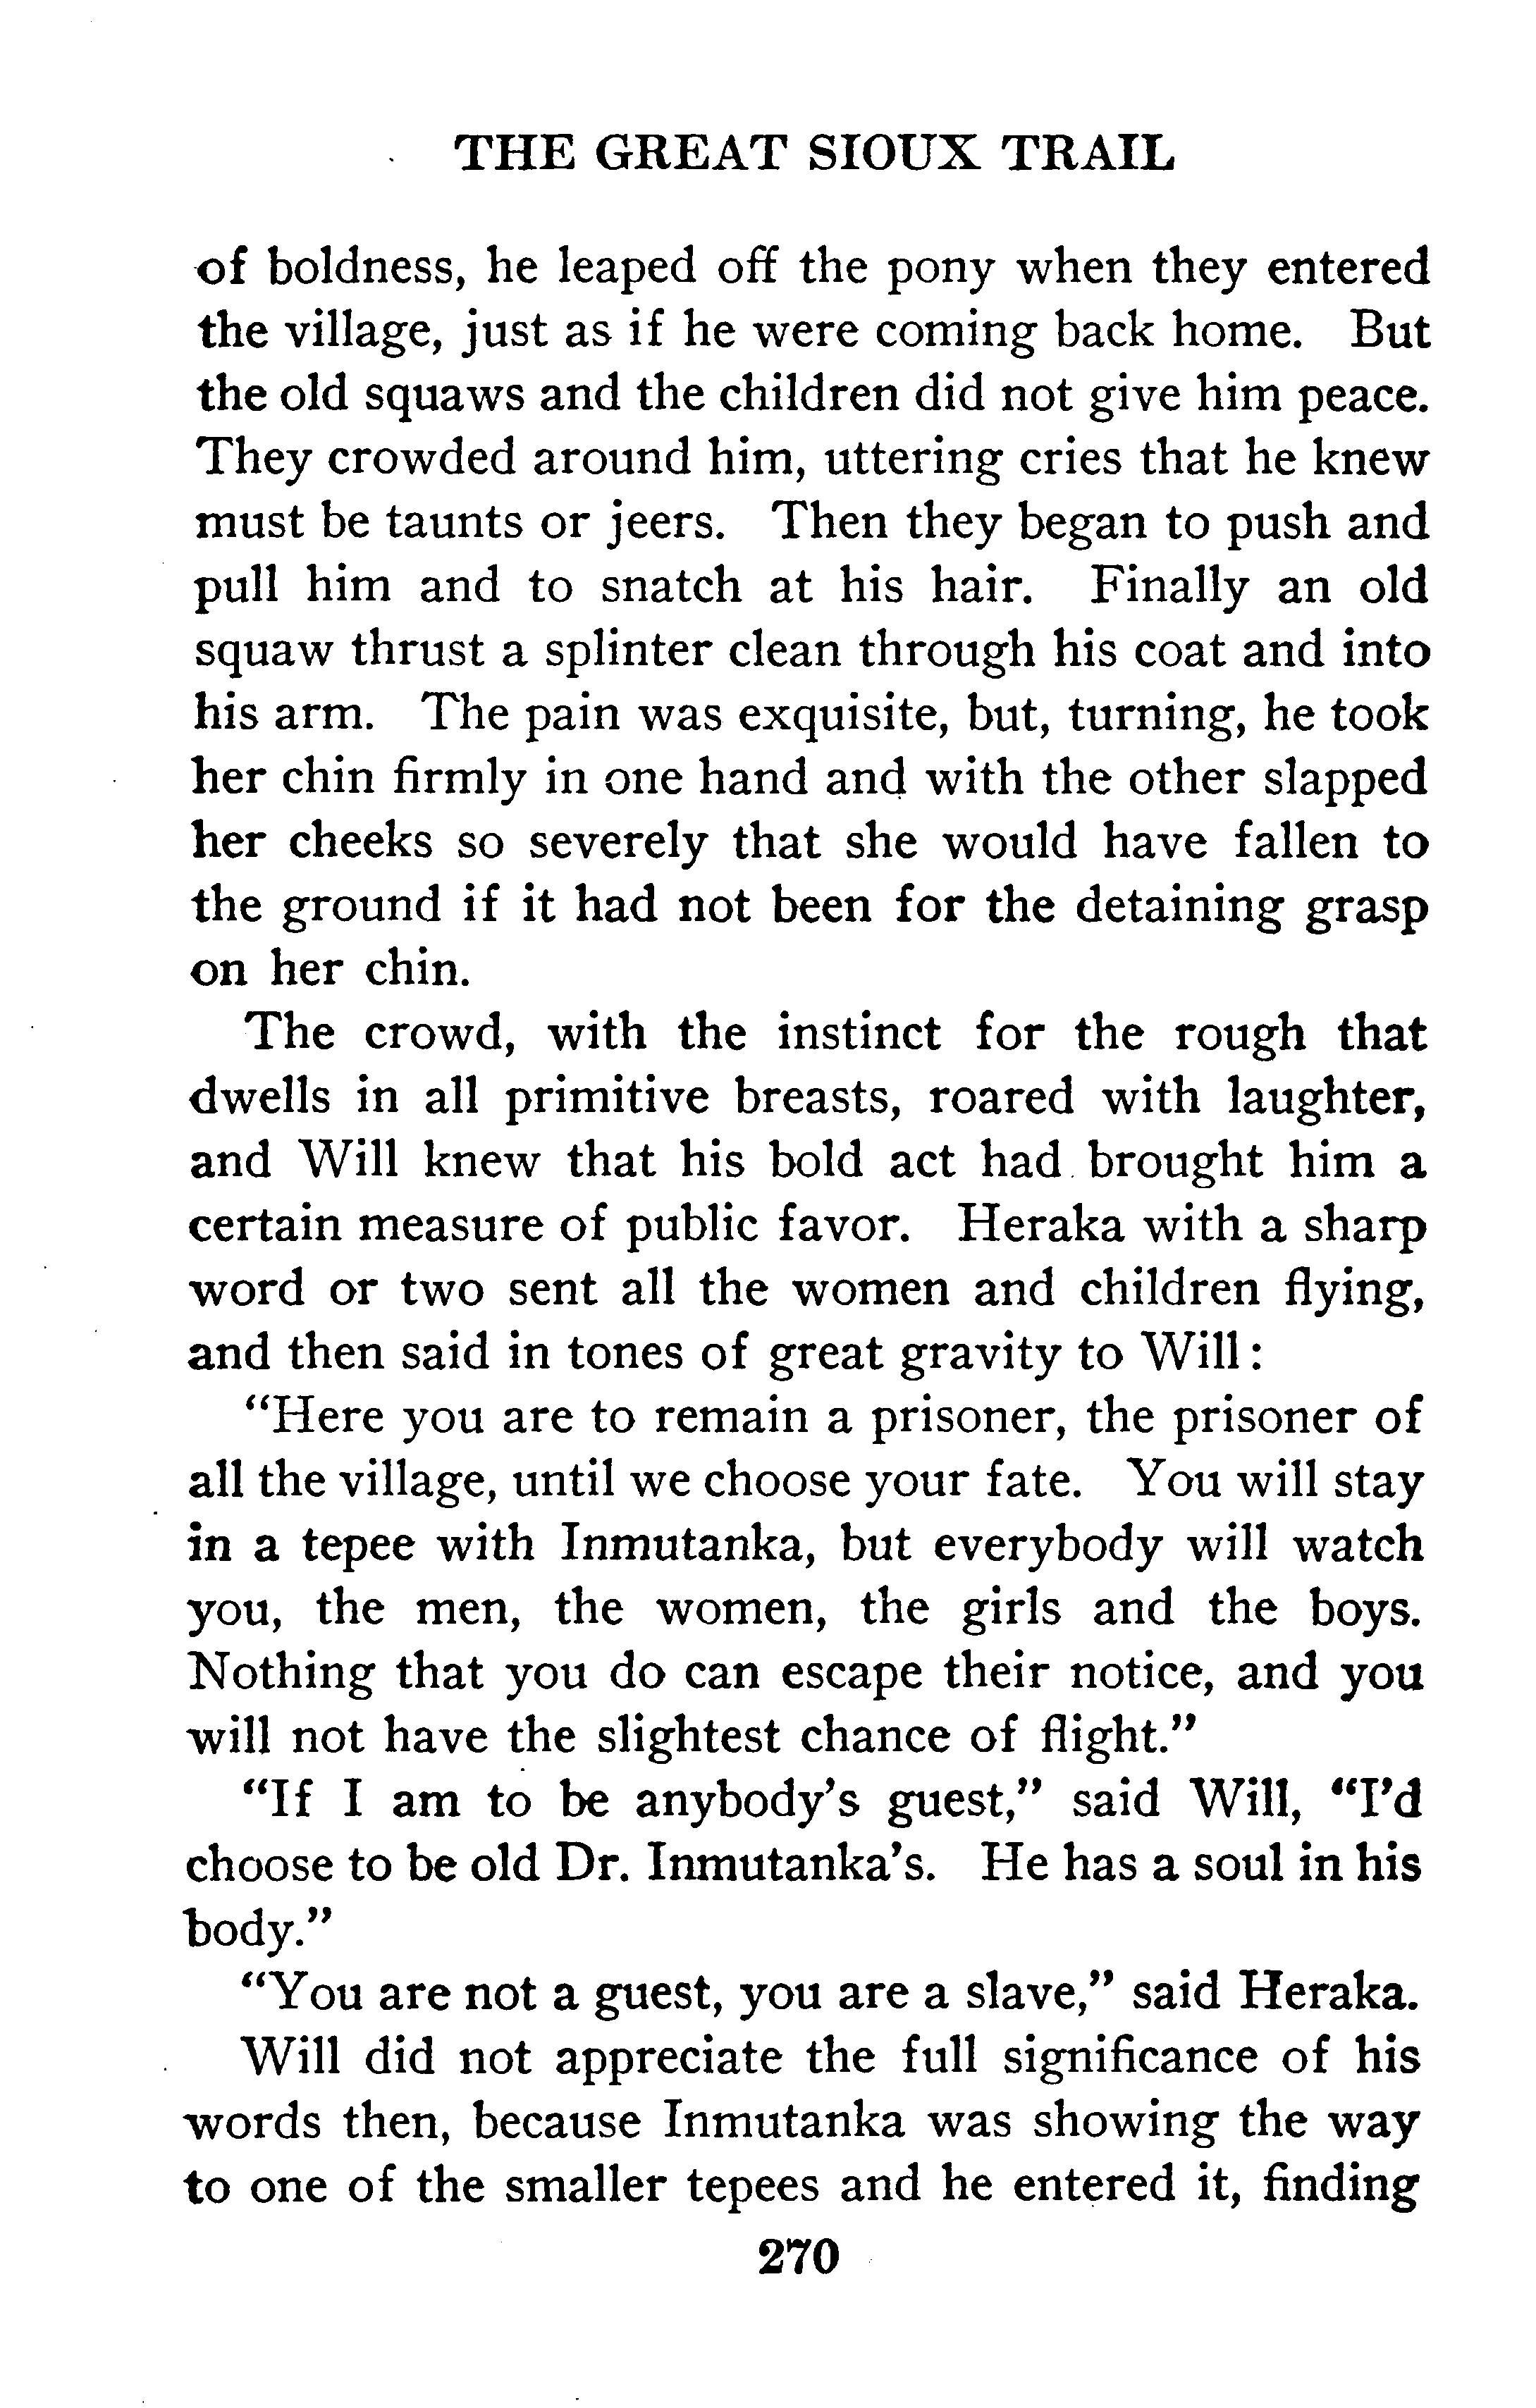 THE GREAT SIOUX TRAIL
of boldness, he leaped off the pony when they entered
the village, just as if he were coming back home. But
the old squaws and the children did not give him peace.
They crowded around him, uttering cries that he knew
must be taunts or jeers. Then they began to push and
pull him and to snatch at his hair. Finally an old
squaw thrust a splinter clean through his coat and into
his arm. The pain was exquisite, but, turning, he took
her chin firmly in one hand and with the other slapped
her cheeks so severely that she would have fallen to
the ground if it had not been for the detaining grasp
on her chin.
The crowd, with the instinct for the rough that
dwells in all primitive breasts, roared with laughter,
and Will knew that his bold act had brought him a
certain measure of public favor. Heraka with a sharp
word or two sent all the women and children flying,
and then said in tones of great gravity to Will:
"Here you are to remain a prisoner, the prisoner of
all the village, until we choose your fate. You will stay
in a tepee with Inmutanka, but everybody will watch
you, the men, the women, the girls and the boys.
Nothing that you do can escape their notice, and you
will not have the slightest chance of flight."
"If I am to be anybody's guest," said Will, "I'd
choose to be old Dr. Inmutanka's. He has a soul in his
body."
"You are not a guest, you are a slave," said Heraka.
Will did not appreciate the full significance of his
words then, because Inmutanka was showing the way
to one of the smaller tepees and he entered it, finding
270